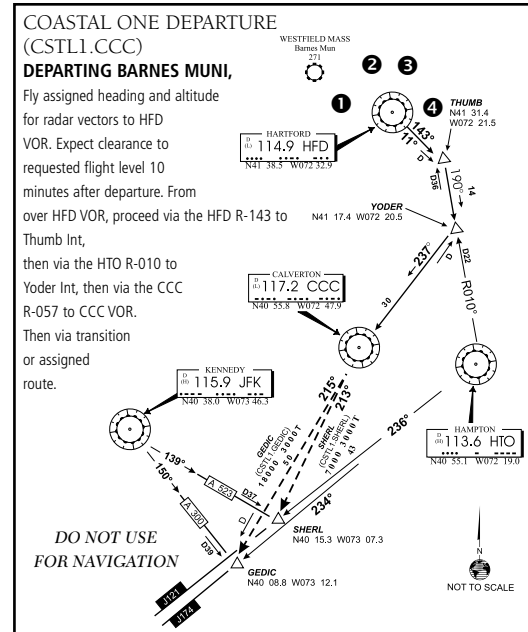 COASTAL ONE DEPARTURE
(CSTL1.CCC)
DEPARTING BARNES MUNI,
Fly assigned heading and altitude
for radar vectors to HFD
VOR. Expect clearance to
requested flight level 10
minutes after departure. From
over HFD VOR, proceed via the HFD R-143 to
Thumb Int,
then via the HTO R-010 to
Yoder Int, then via the CCC
R-057 to CCC VOR.
Then via transition
or assigned
route.
WESTFIELD MASS
Barnes Mun
271
1
2
3
4
HARTFORD
D
(L) 114.9 HFD
N41 38.5 W072 32.9
143°
11°
D
THUMB
N41 31.4
W072 21.5
D36
190°
14
YODER
N41 17.4 W072 20.5
237°
D
30
D22
R010°
CALVERTON
D
(L) 117.2 CCC
N40 55.8 W072 47.9
KENNEDY
D
(H) 115.9 JFK
N40 38.0 W073 46.3
HAMPTON
D
(H) 113.6 HTO
N40 55.1 W072 19.0
215°
213°
GEDIC
(CSTL1.GEDIC)
18000 3000T
50
SHERL
(CSTL1.SHERL)
7000 3000T
43
236°
234°
139°
A 523
D37
150°
A 300
D39
D
SHERL
N40 15.3 W073 07.3
GEDIC
N40 08.8 W073 12.1
J121
J174
DO NOT USE
FOR NAVIGATION
N
NOT TO SCALE